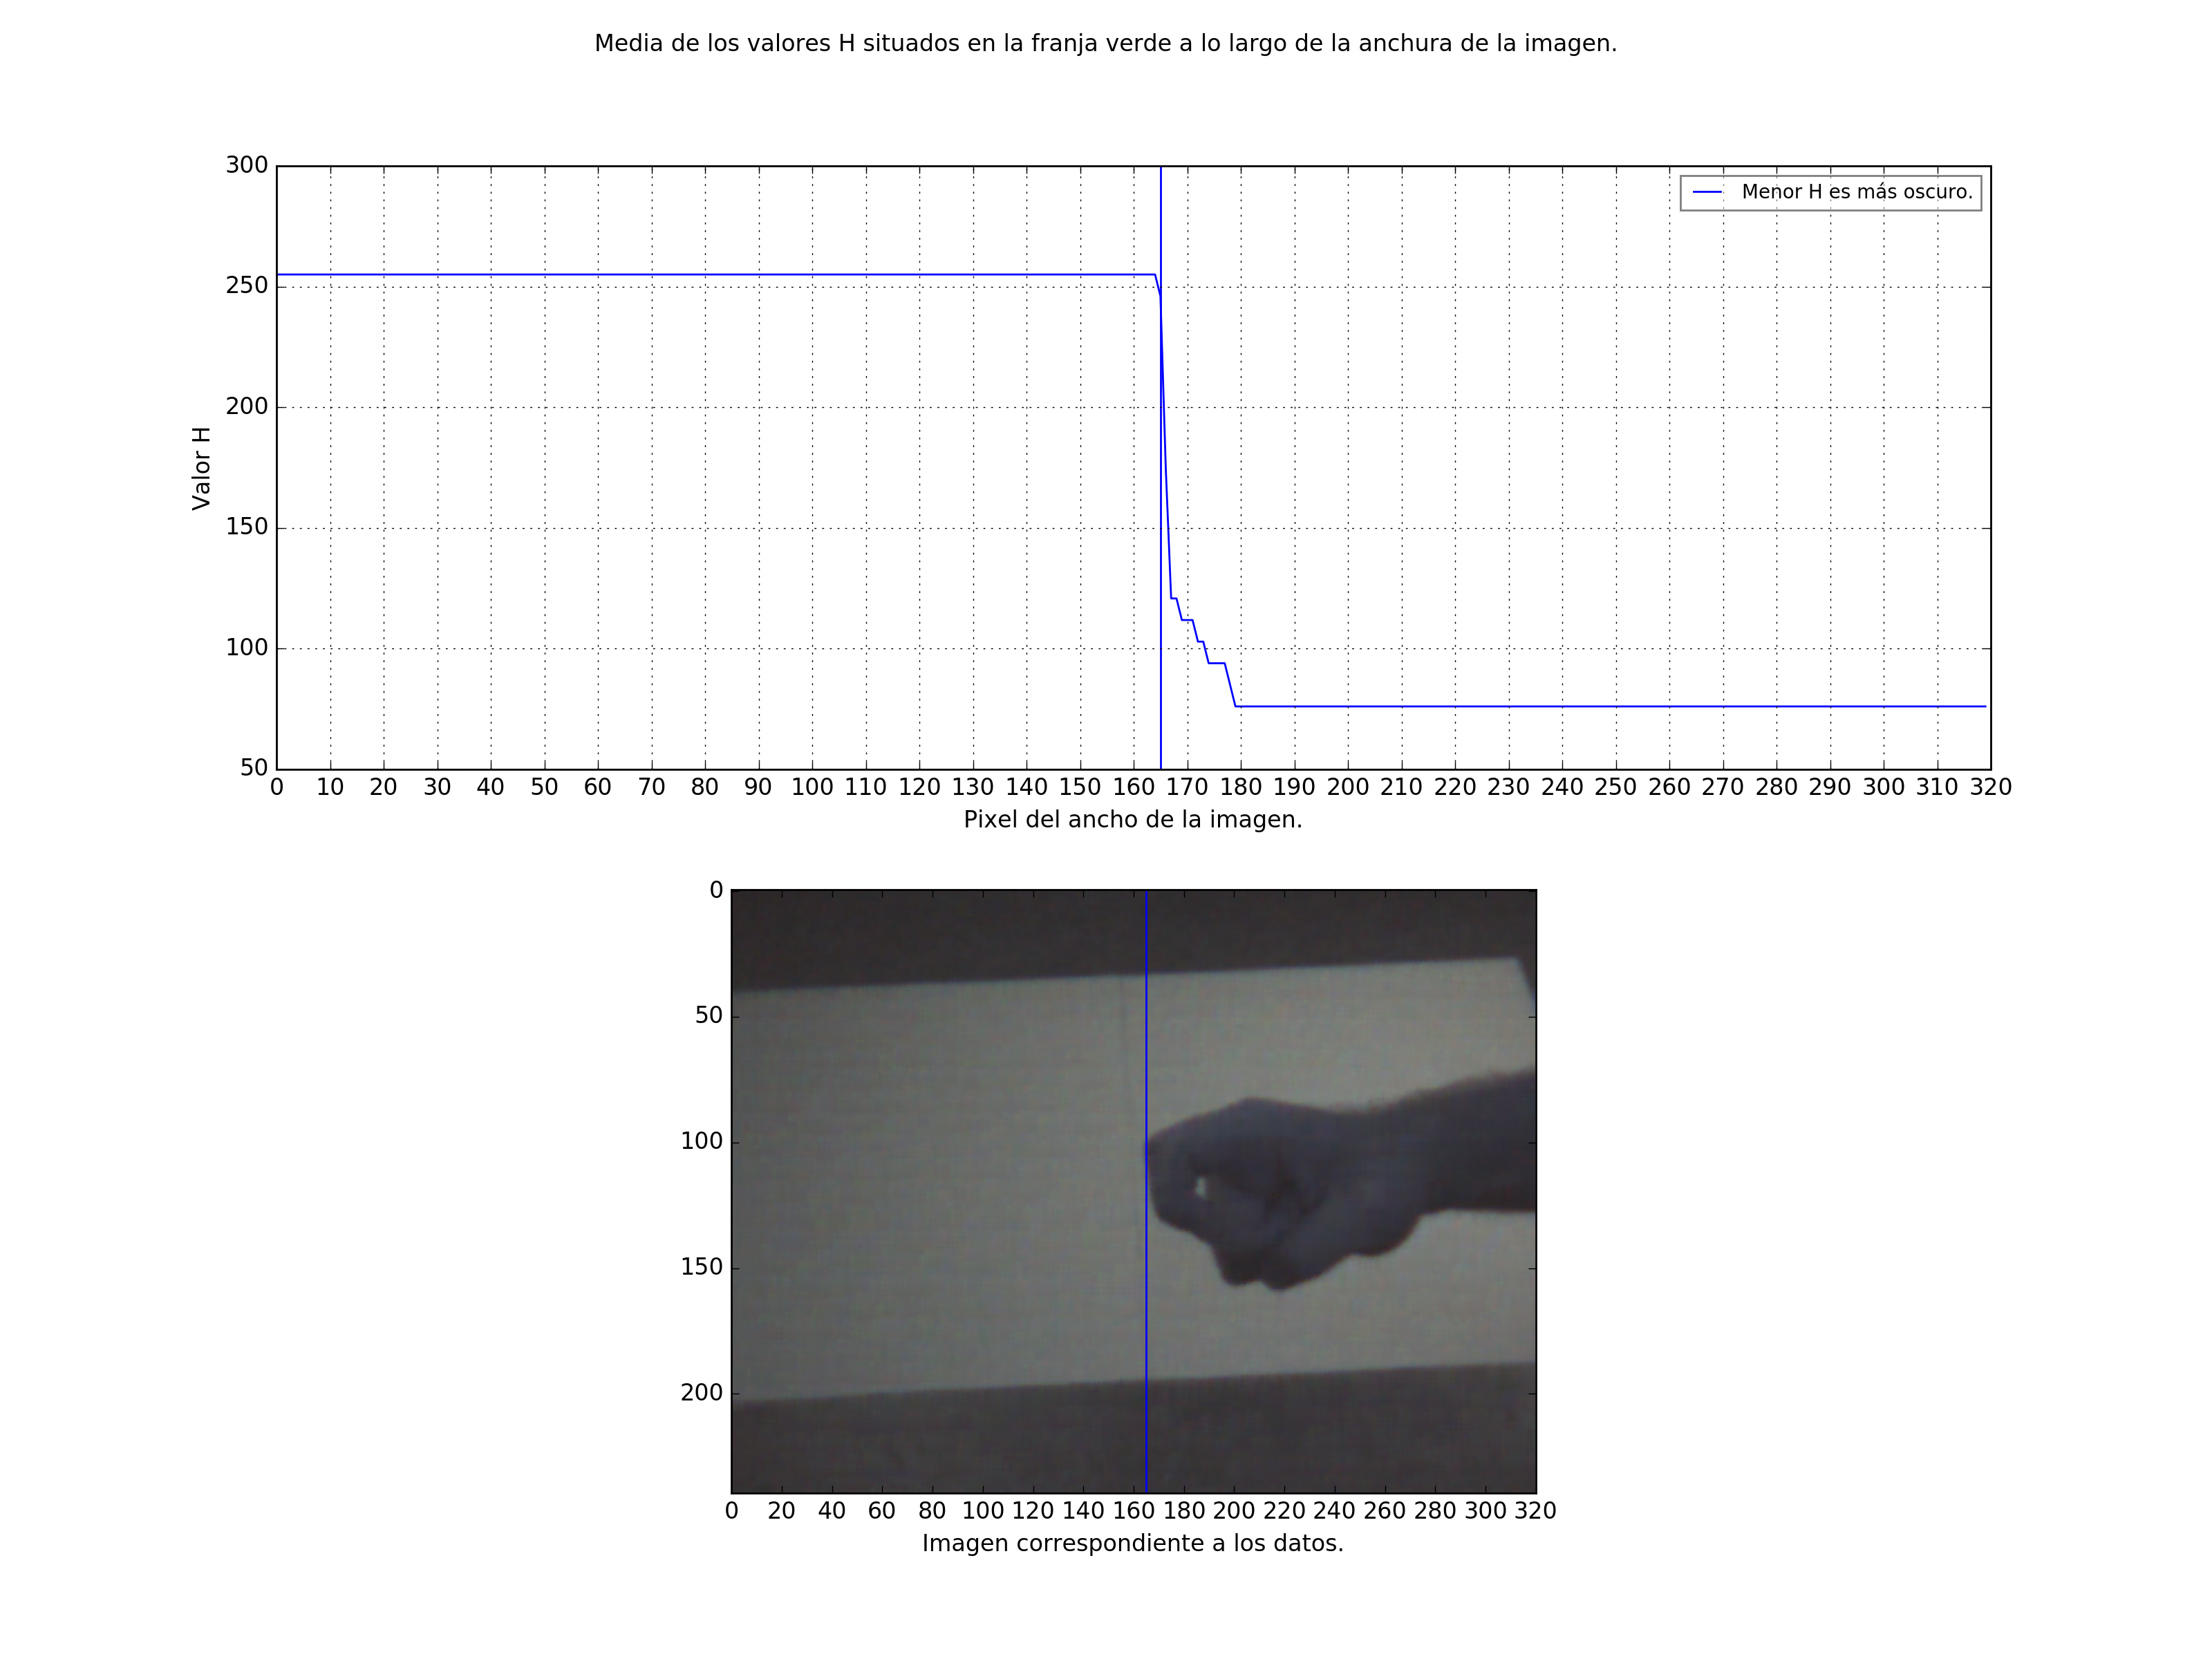 Media de los valores H situados en la franja verde a lo largo de la anchura de la imagen.
300
250
200
150
100
50
Valor H
Menor H es más oscuro.
0 10 20 30 40 50 60 70 80 90 100 110 120 130 140 150 160 170 180 190 200 210 220 230 240 250 260 270 280 290 300 310 320
Pixel del ancho de la imagen.
0
50
100
150
200
0 20 40 60 80 100 120 140 160 180 200 220 240 260 280 300 320
Imagen correspondiente a los datos.